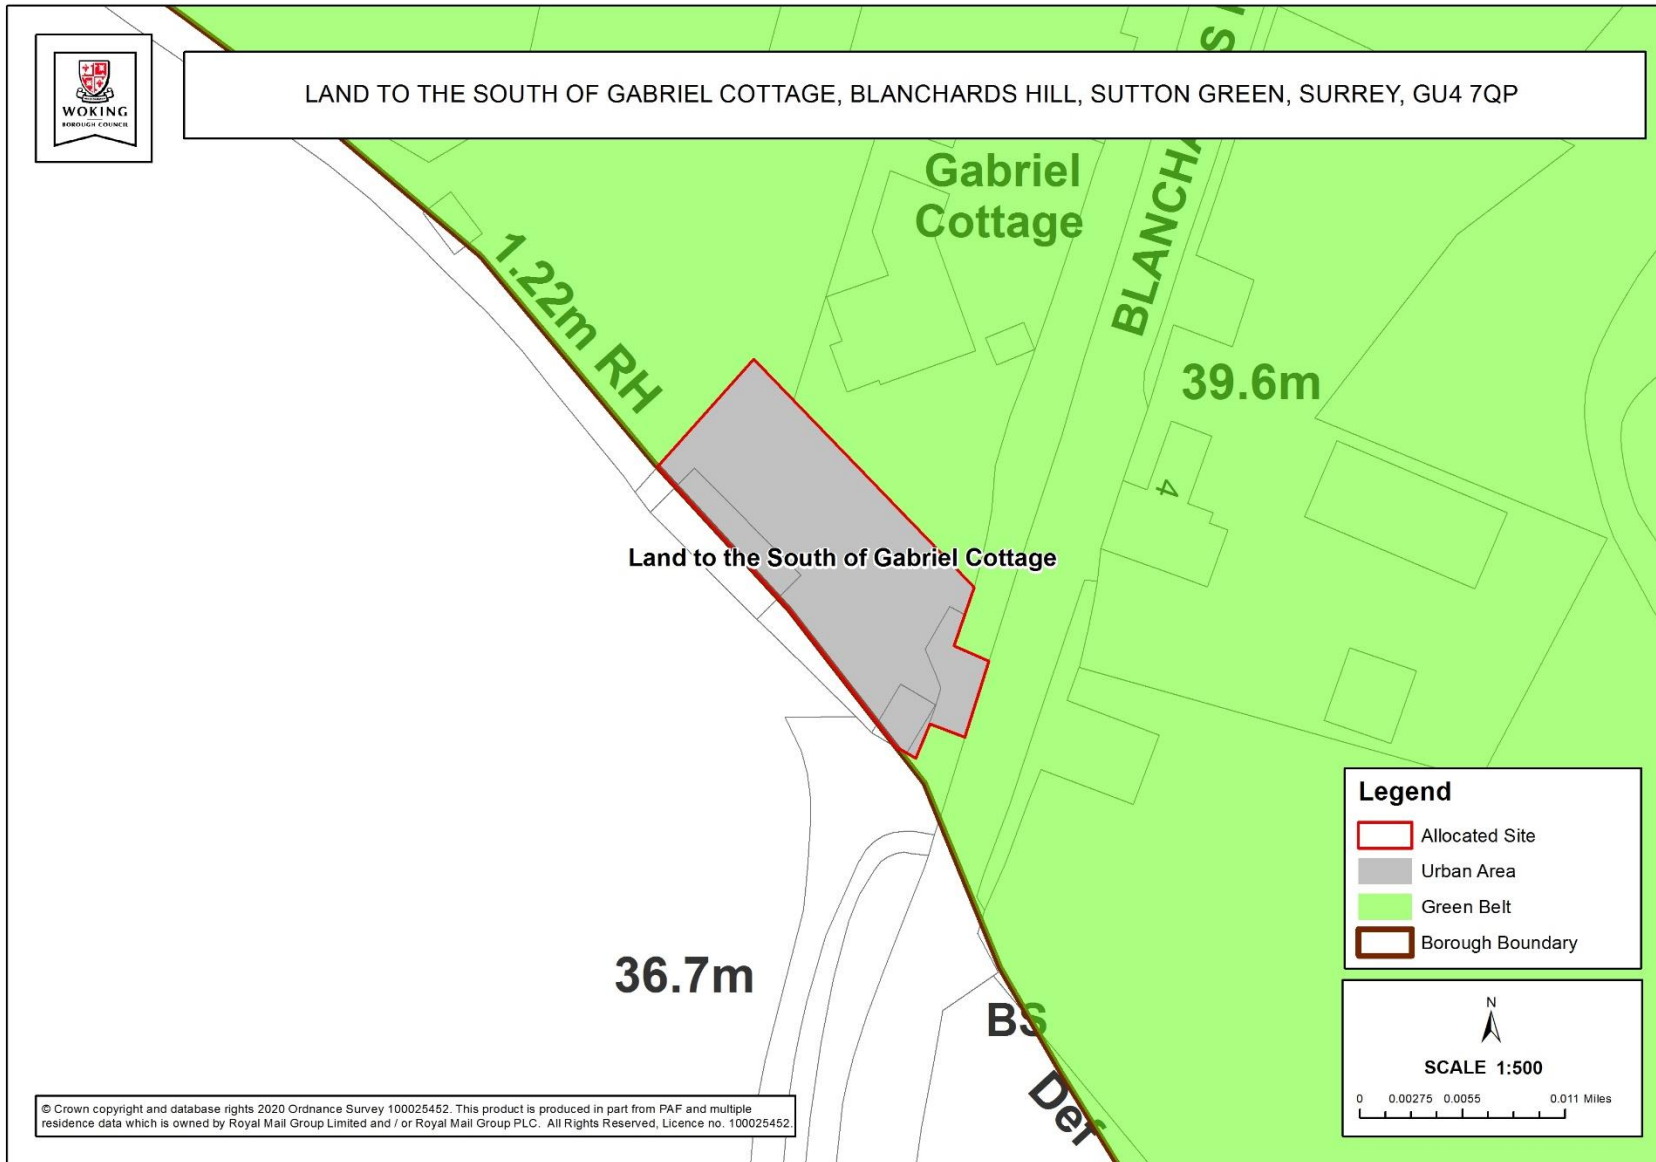 WOKING
BOROUGH COUNCIL
LAND TO THE SOUTH OF GABRIEL COTTAGE, BLANCHARDS HILL, SUTTON GREEN, SURREY, GU4 7QP
BLANCHA
S
Gabriel
Cottage
1.22m RH
39.6m
4
Land to the South of Gabriel Cottage
36.7m
BS
Def
Legend
Allocated Site
Urban Area
Green Belt
Borough Boundary
N
SCALE 1:500
0 0.00275 0.0055 0.011 Miles
© Crown copyright and database rights 2020 Ordnance Survey 100025452. This product is produced in part from PAF and multiple
residence data which is owned by Royal Mail Group Limited and / or Royal Mail Group PLC. All Rights Reserved, Licence no. 100025452.